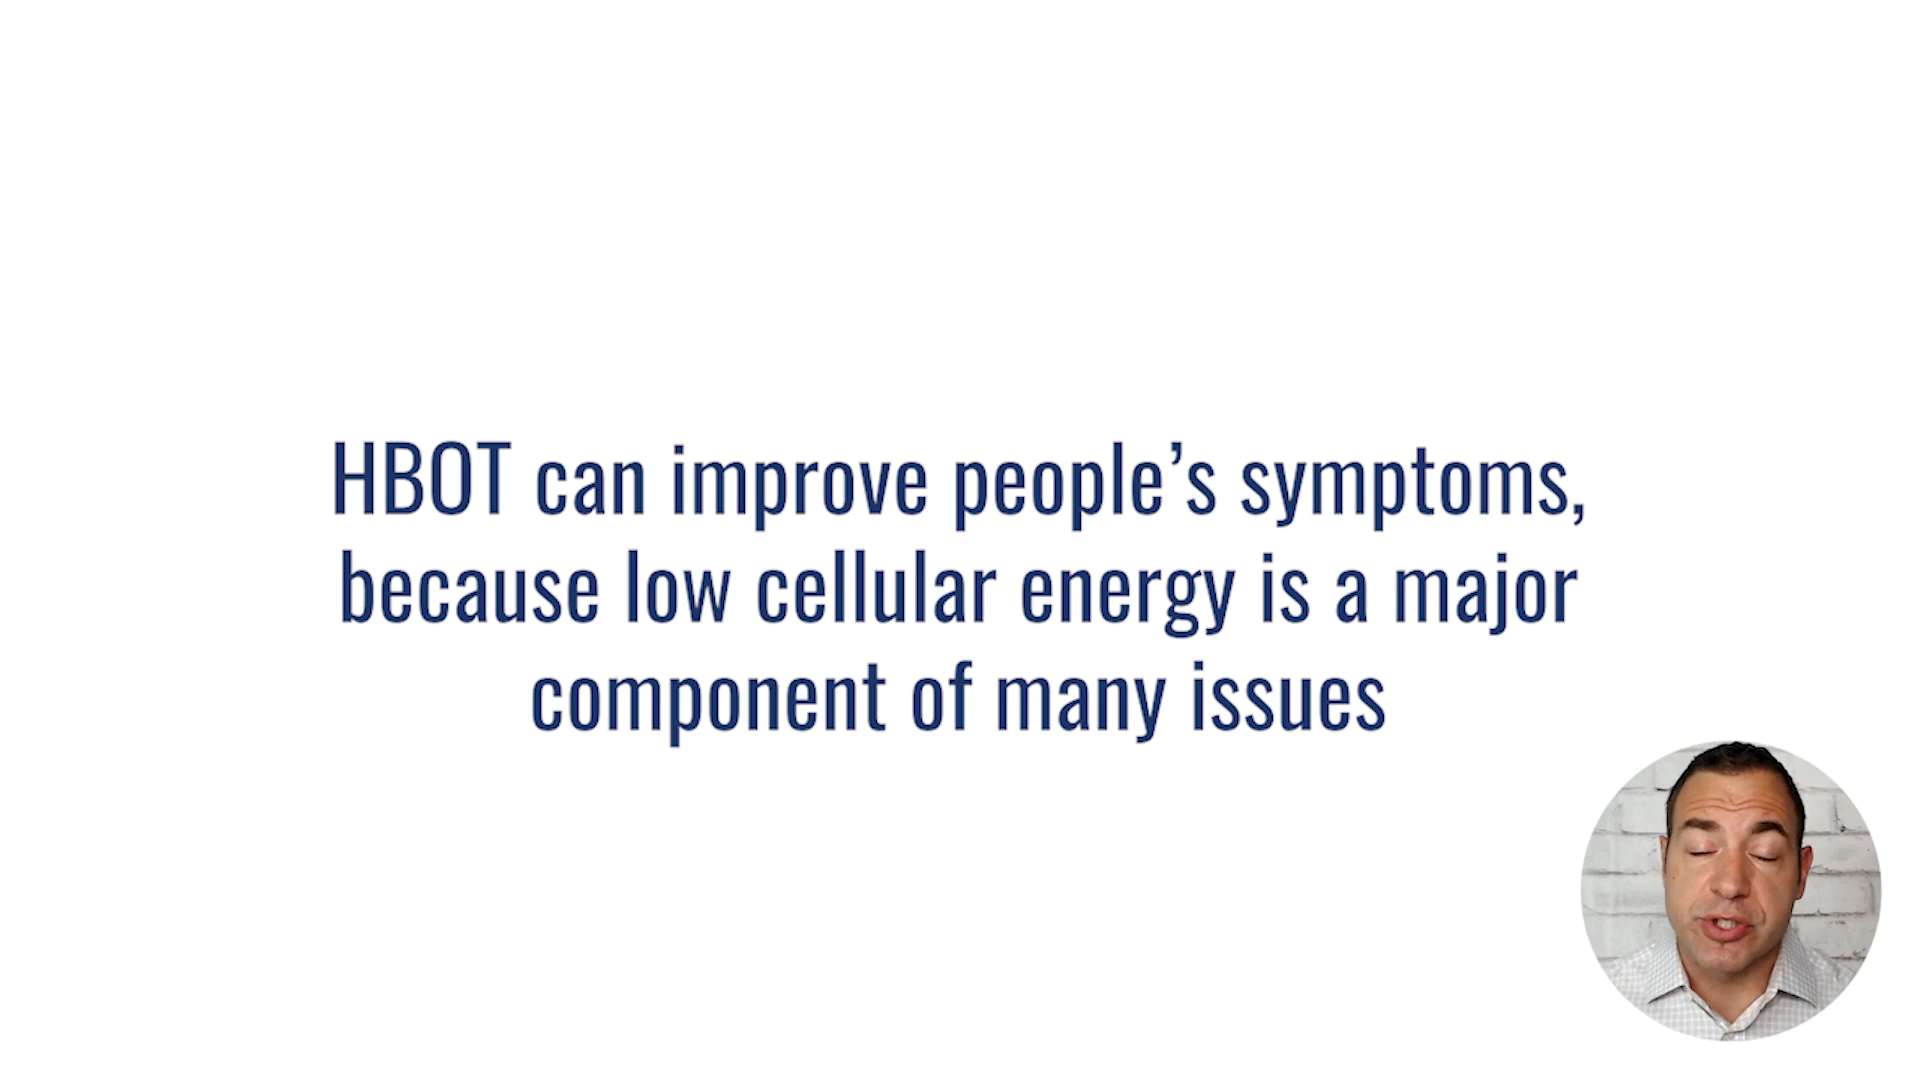 HBOT can improve people’s symptoms,
because low cellular energy is a major
component of many issues